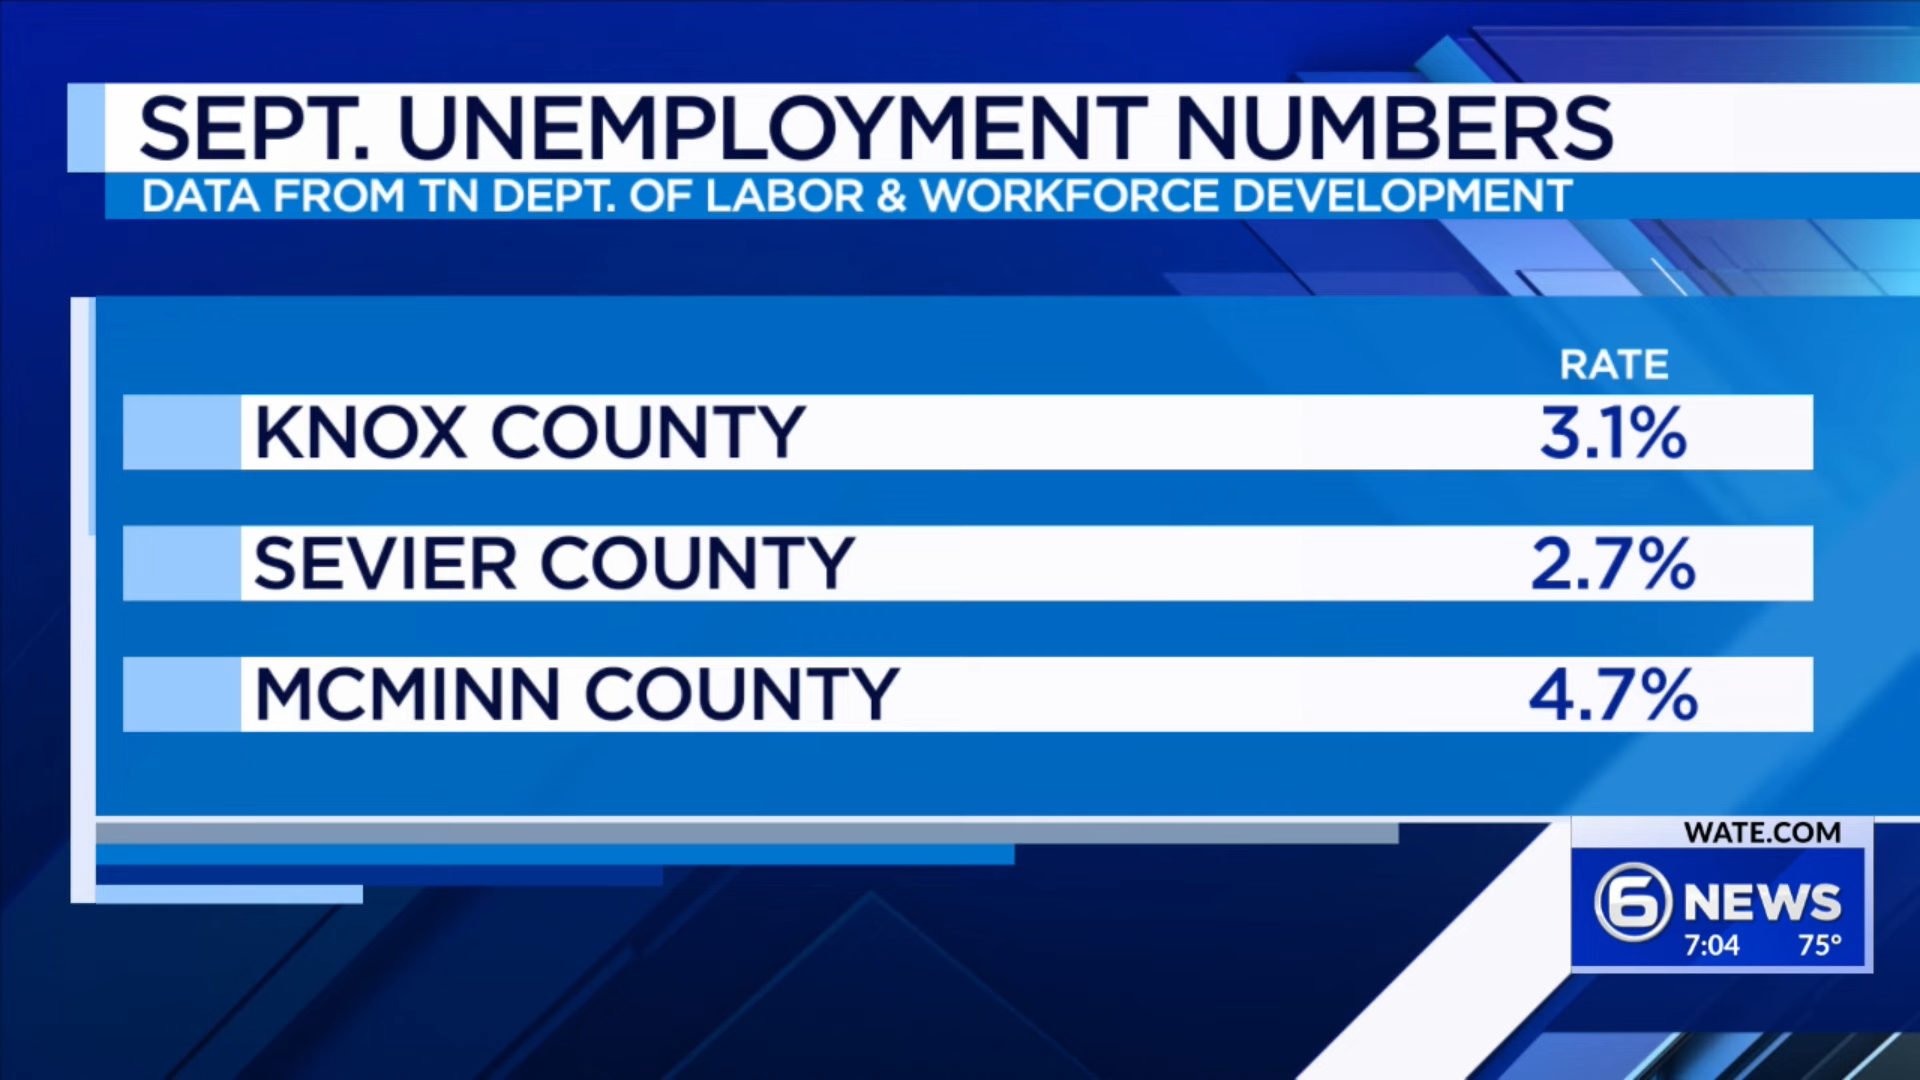 SEPT. UNEMPLOYMENT NUMBERS
DATA FROM TN DEPT. OF LABOR & WORKFORCE DEVELOPMENT
RATE
KNOX COUNTY 3.1%
SEVIER COUNTY 2.7%
MCMINN COUNTY 4.7%
WATE.COM
6 NEWS
7:04 75°